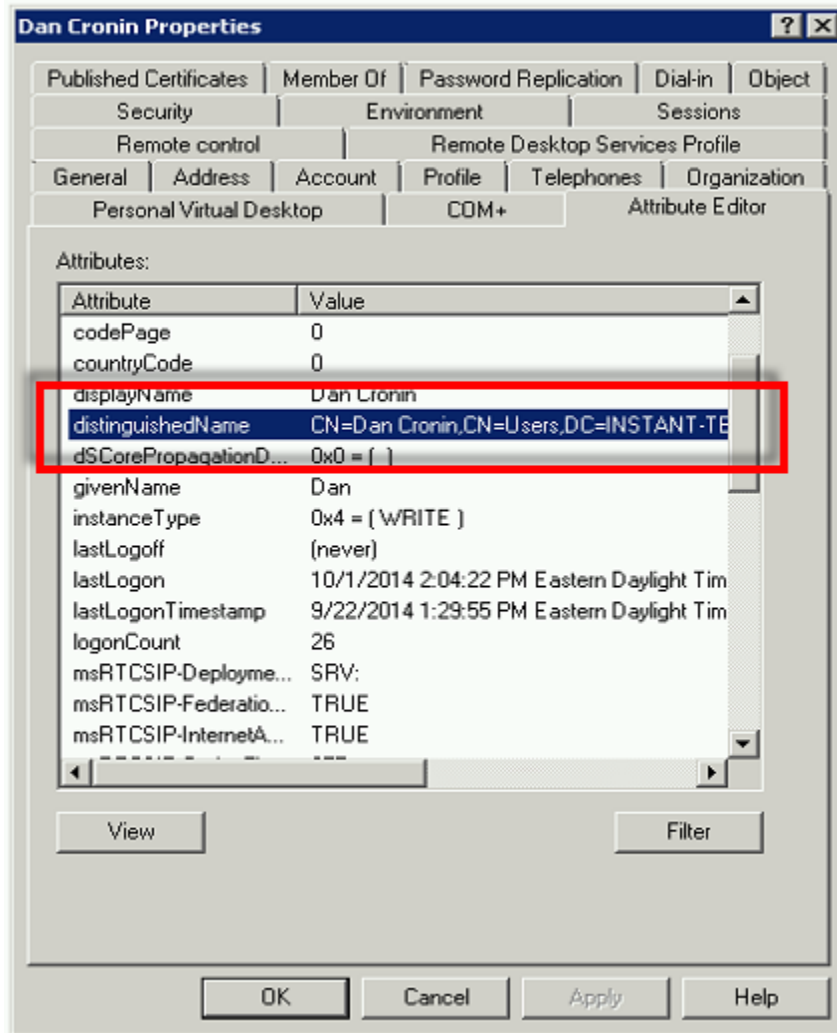 Dan Cronin Properties
Published Certificates Member Of Password Replication Dial-in Object
Security Environment Sessions
Remote control Remote Desktop Services Profile
General Address Account Profile Telephones Organization
Personal Virtual Desktop COM+ Attribute Editor
Attributes:
Attribute Value
codePage 0
countryCode 0
displayName Dan Cronin
distinguishedName CN=Dan Cronin,CN=Users,DC=INSTANT-TE
dSCorePropagationD... 0x0 = ( )
givenName Dan
instanceType 0x4 = ( WRITE )
lastLogoff (never)
lastLogon 10/1/2014 2:04:22 PM Eastern Daylight Tim
lastLogonTimestamp 9/22/2014 1:29:55 PM Eastern Daylight Tim
logonCount 26
msRTCSIP-Deployme... SRV:
msRTCSIP-Federatio... TRUE
msRTCSIP-InternetA... TRUE
View Filter
OK Cancel Apply Help